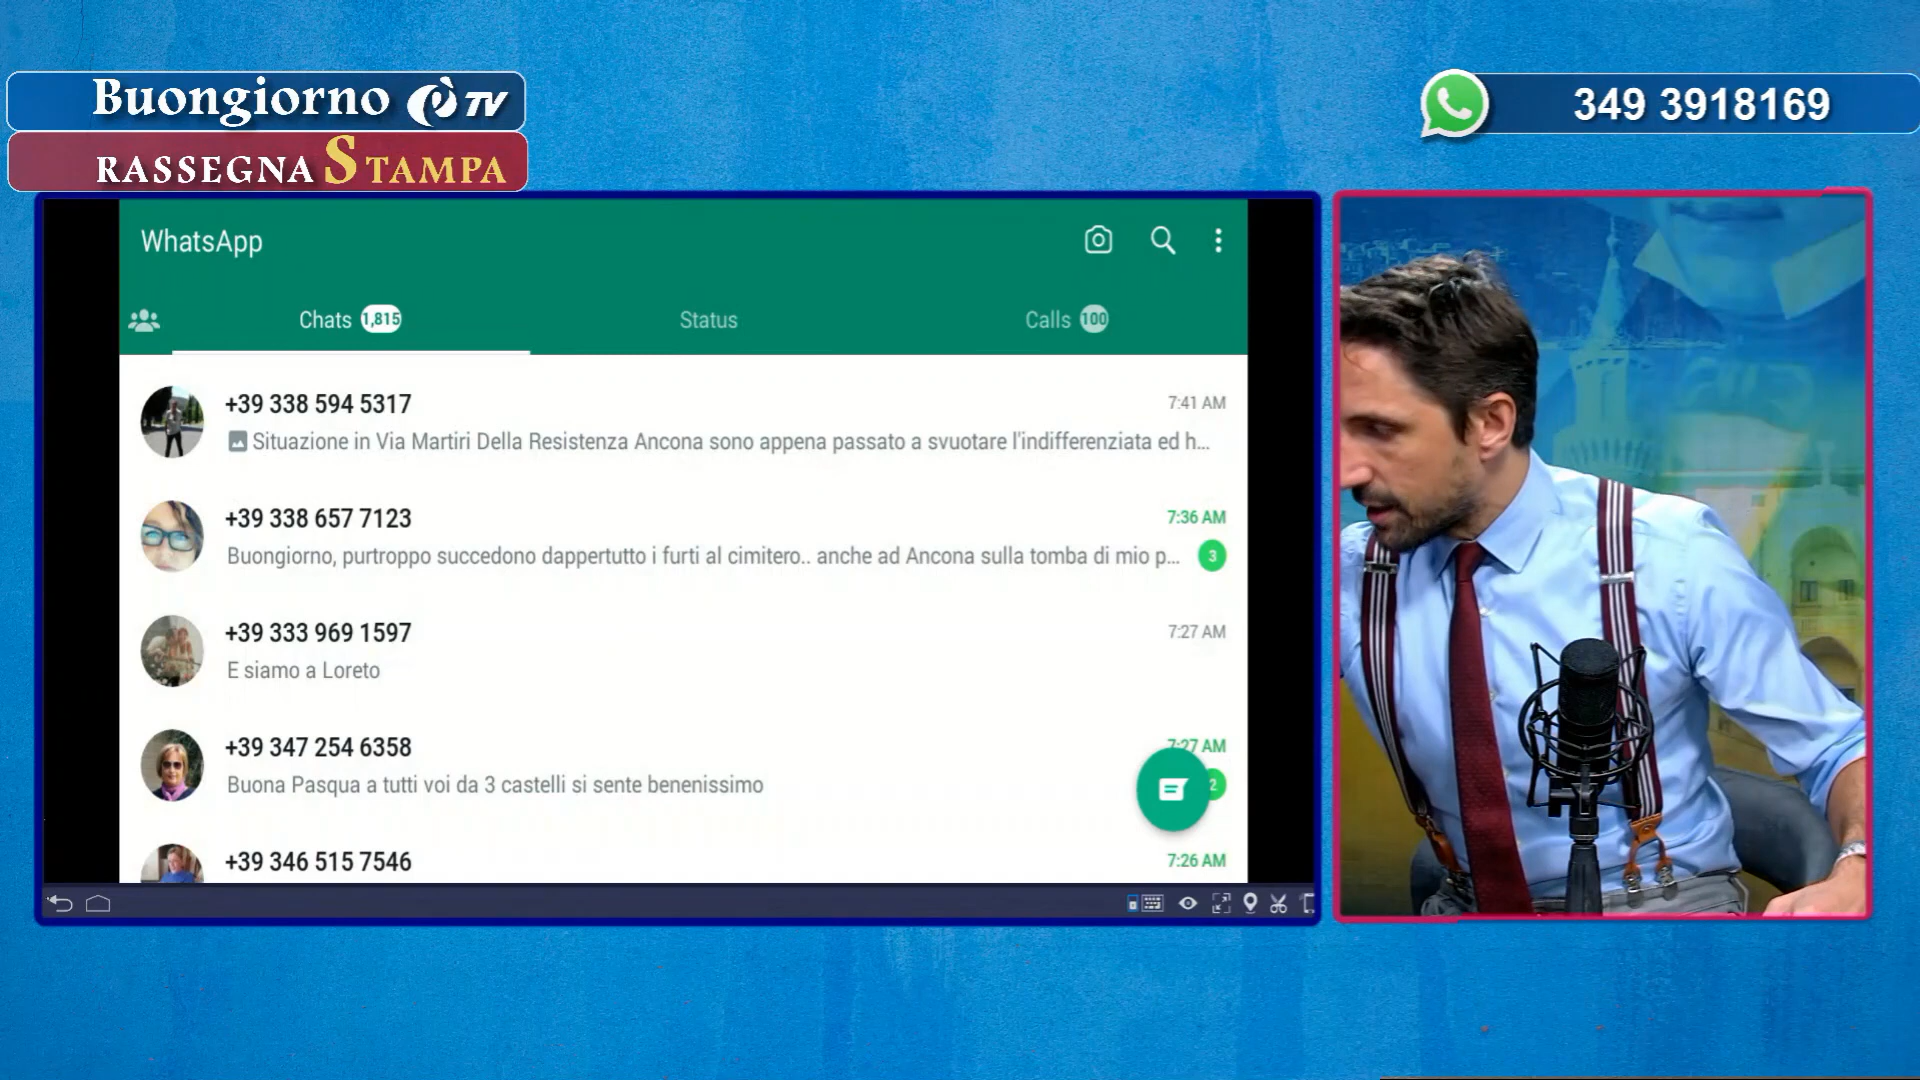 Buongiorno è TV
RASSEGNA STAMPA
349 3918169
WhatsApp
Chats 1,815
Status
Calls 100
+39 338 594 5317
7:41 AM
Situazione in Via Martiri Della Resistenza Ancona sono appena passato a svuotare l'indifferenziata ed h...
+39 338 657 7123
7:36 AM
Buongiorno, purtroppo succedono dappertutto i furti al cimitero.. anche ad Ancona sulla tomba di mio p...
3
+39 333 969 1597
7:27 AM
E siamo a Loreto
+39 347 254 6358
7:27 AM
Buona Pasqua a tutti voi da 3 castelli si sente benenissimo
2
+39 346 515 7546
7:26 AM